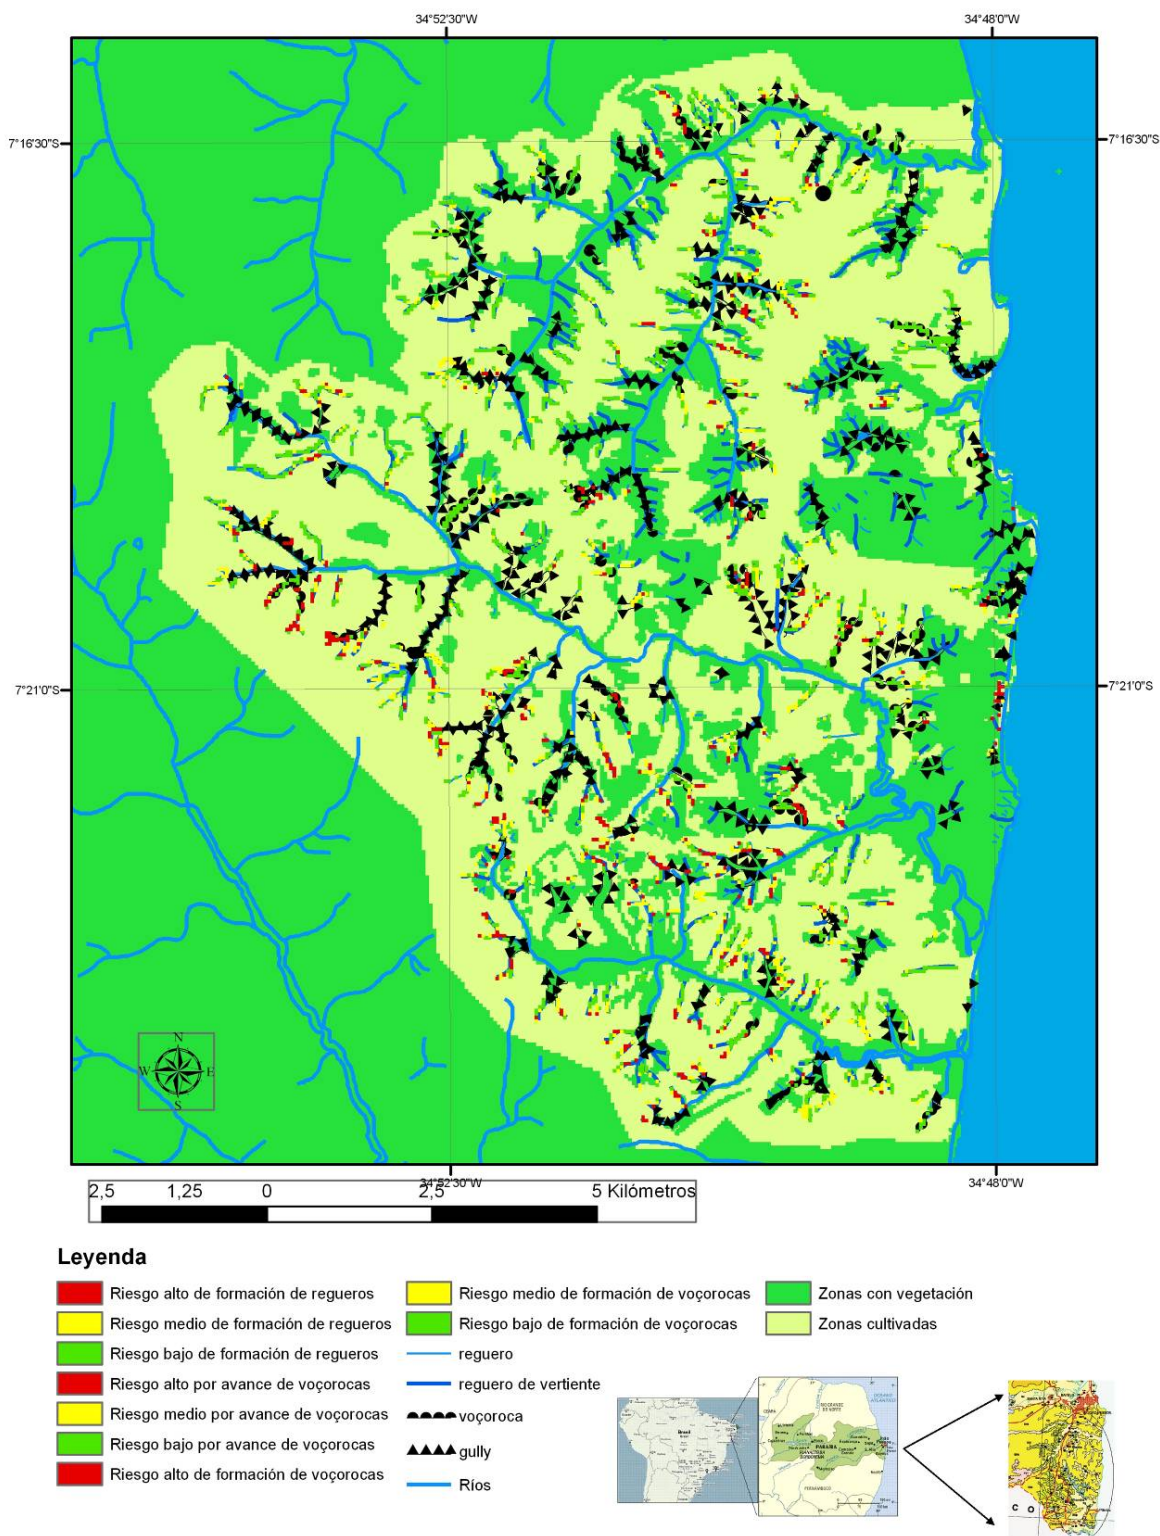 34°52'30"W
34°48'0"W
7°16'30"S
7°16'30"S
7°21'0"S
7°21'0"S
N
W
E
S
34°52'30"W
34°48'0"W
2,5
1,25
0
2,5
5 Kilómetros
Leyenda
Riesgo alto de formación de regueros
Riesgo medio de formación de regueros
Riesgo bajo de formación de regueros
Riesgo alto por avance de voçorocas
Riesgo medio por avance de voçorocas
Riesgo bajo por avance de voçorocas
Riesgo alto de formación de voçorocas
Riesgo medio de formación de voçorocas
Riesgo bajo de formación de voçorocas
reguero
reguero de vertiente
voçoroca
gully
Ríos
Zonas con vegetación
Zonas cultivadas
Brasil
PARAÍBA
PERNAMBUCO
C O